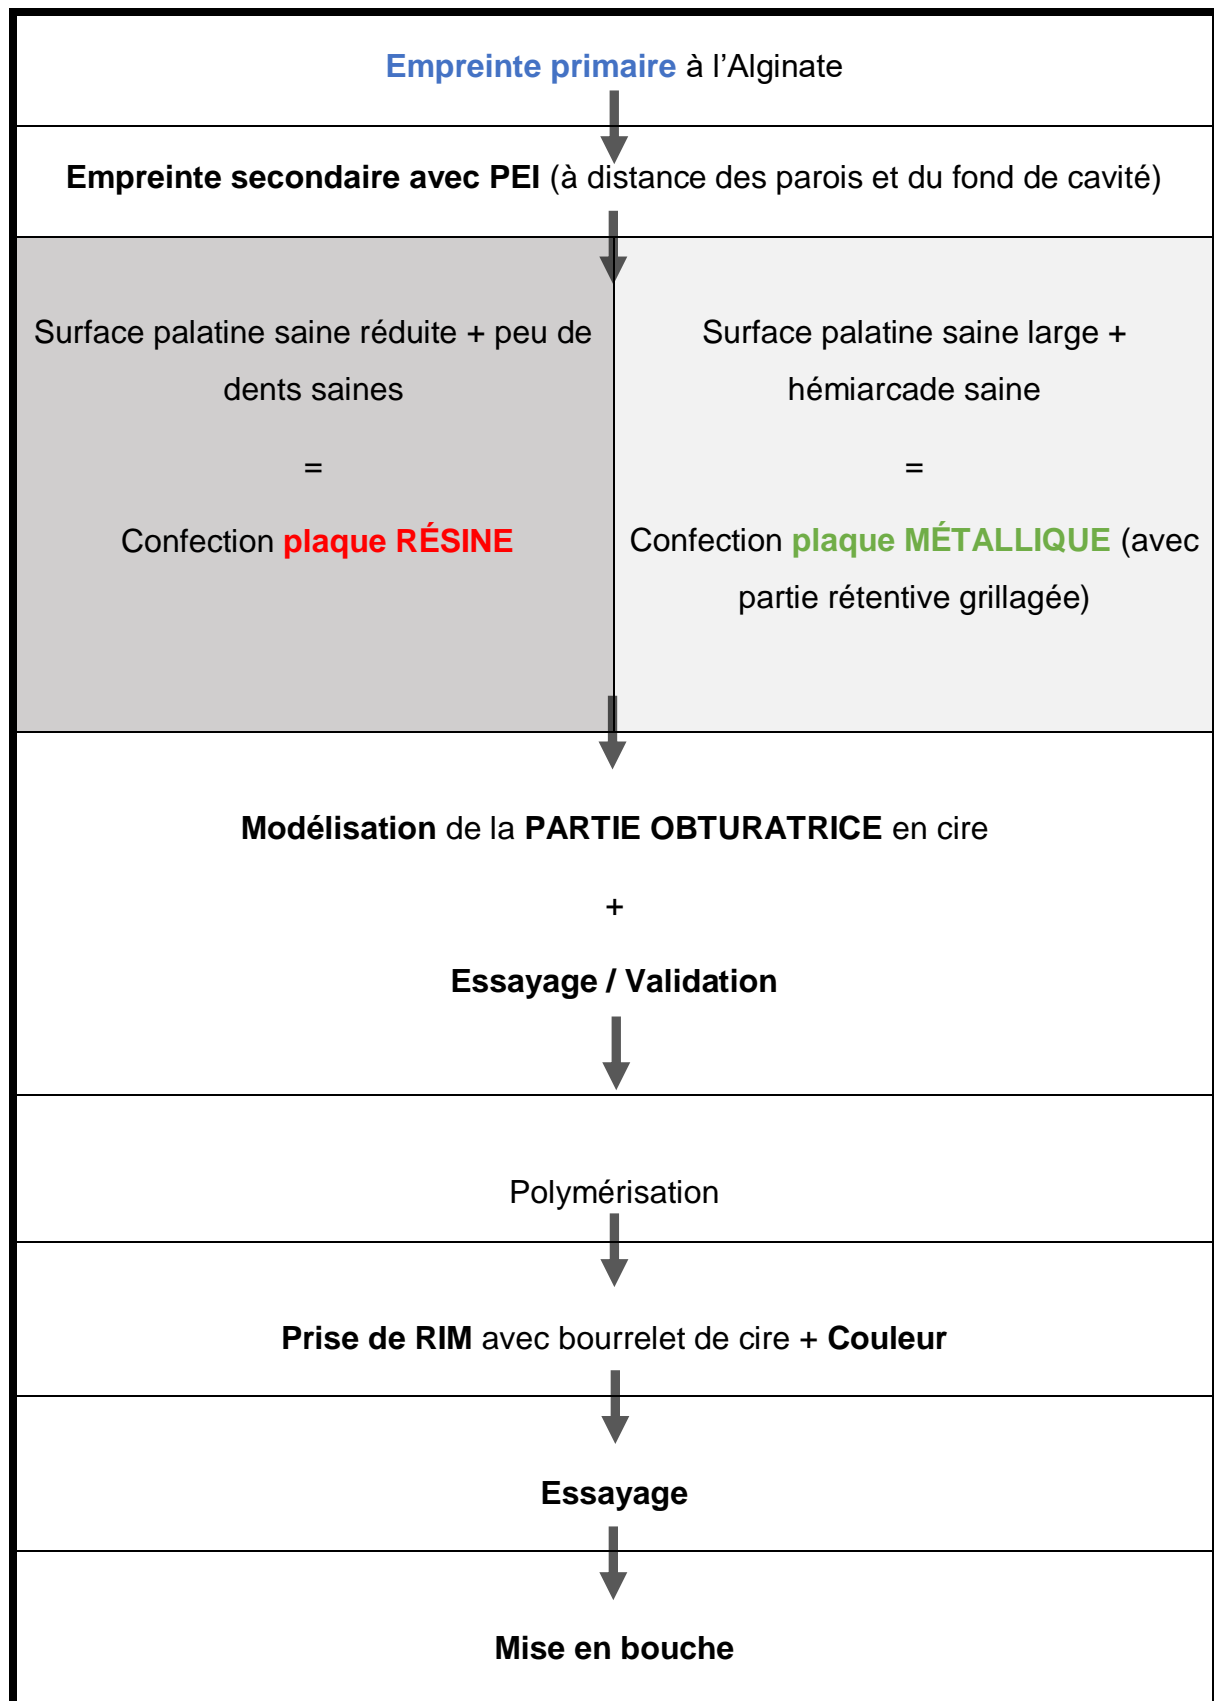 Empreinte primaire à l’Alginate
Empreinte secondaire avec PEI (à distance des parois et du fond de cavité)
Surface palatine saine réduite + peu de
dents saines
=
Confection plaque RÉSINE
Surface palatine saine large +
hémiarcade saine
=
Confection plaque MÉTALLIQUE (avec
partie rétentive grillagée)
Modélisation de la PARTIE OBTURATRICE en cire
+
Essayage / Validation
Polymérisation
Prise de RIM avec bourrelet de cire + Couleur
Essayage
Mise en bouche